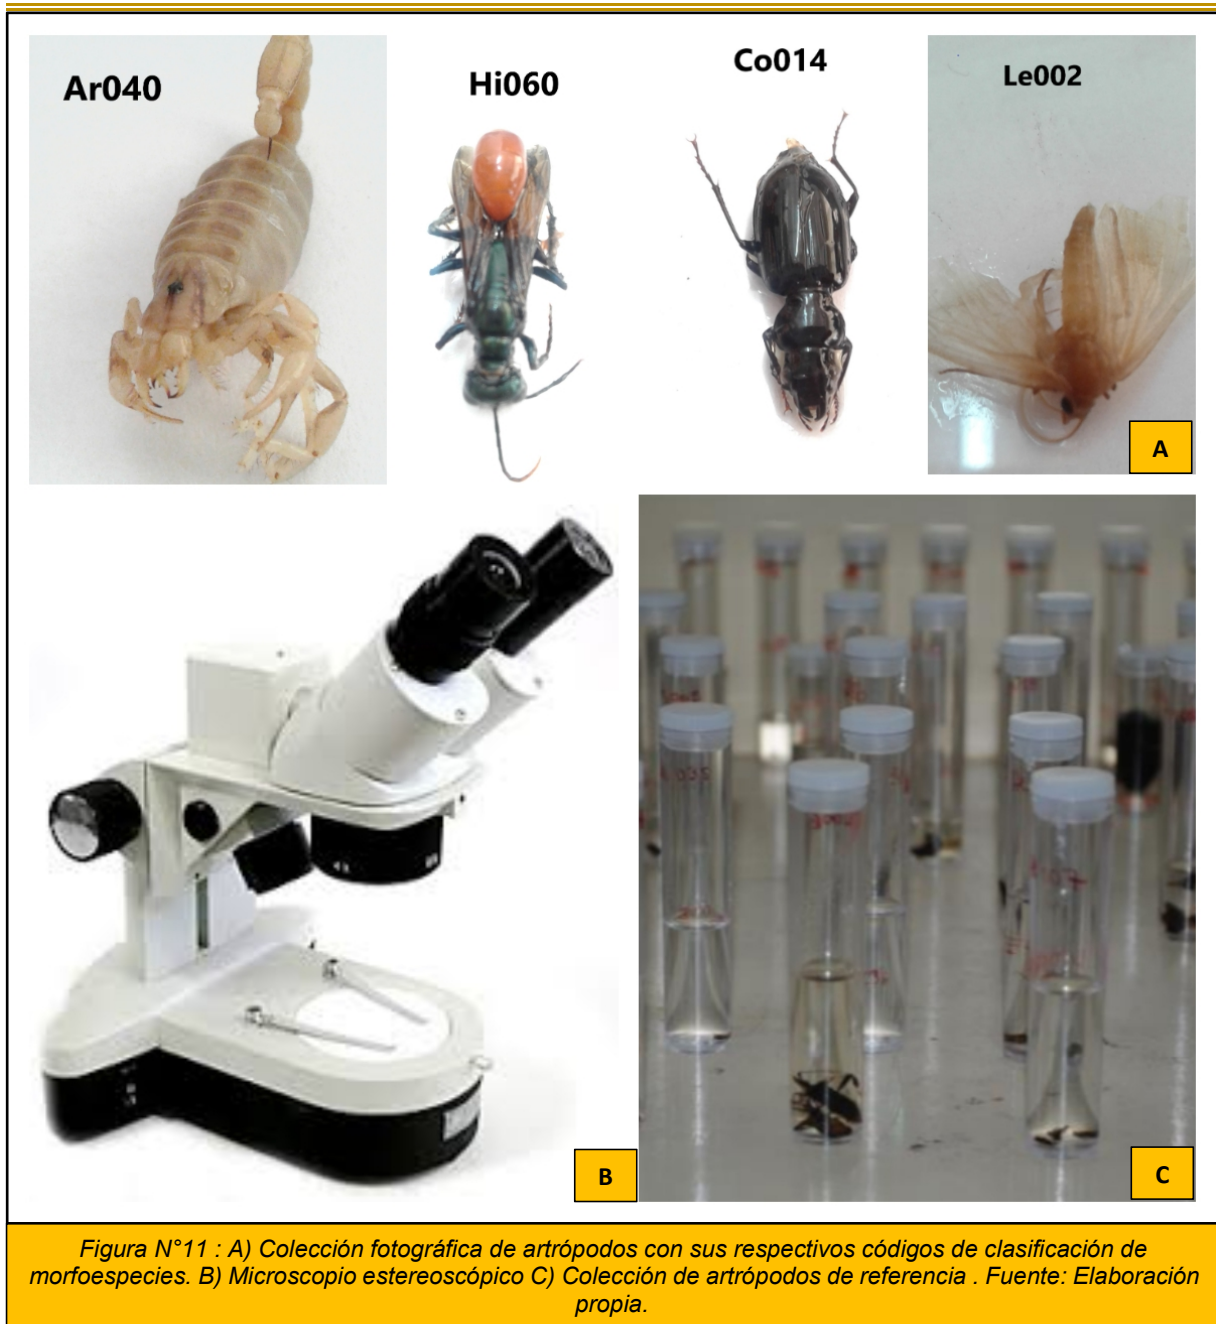 Ar040
Hi060
Co014
Le002
A
B
C
Figura N°11 : A) Colección fotográfica de artrópodos con sus respectivos códigos de clasificación de
morfoespecies. B) Microscopio estereoscópico C) Colección de artrópodos de referencia . Fuente: Elaboración
propia.